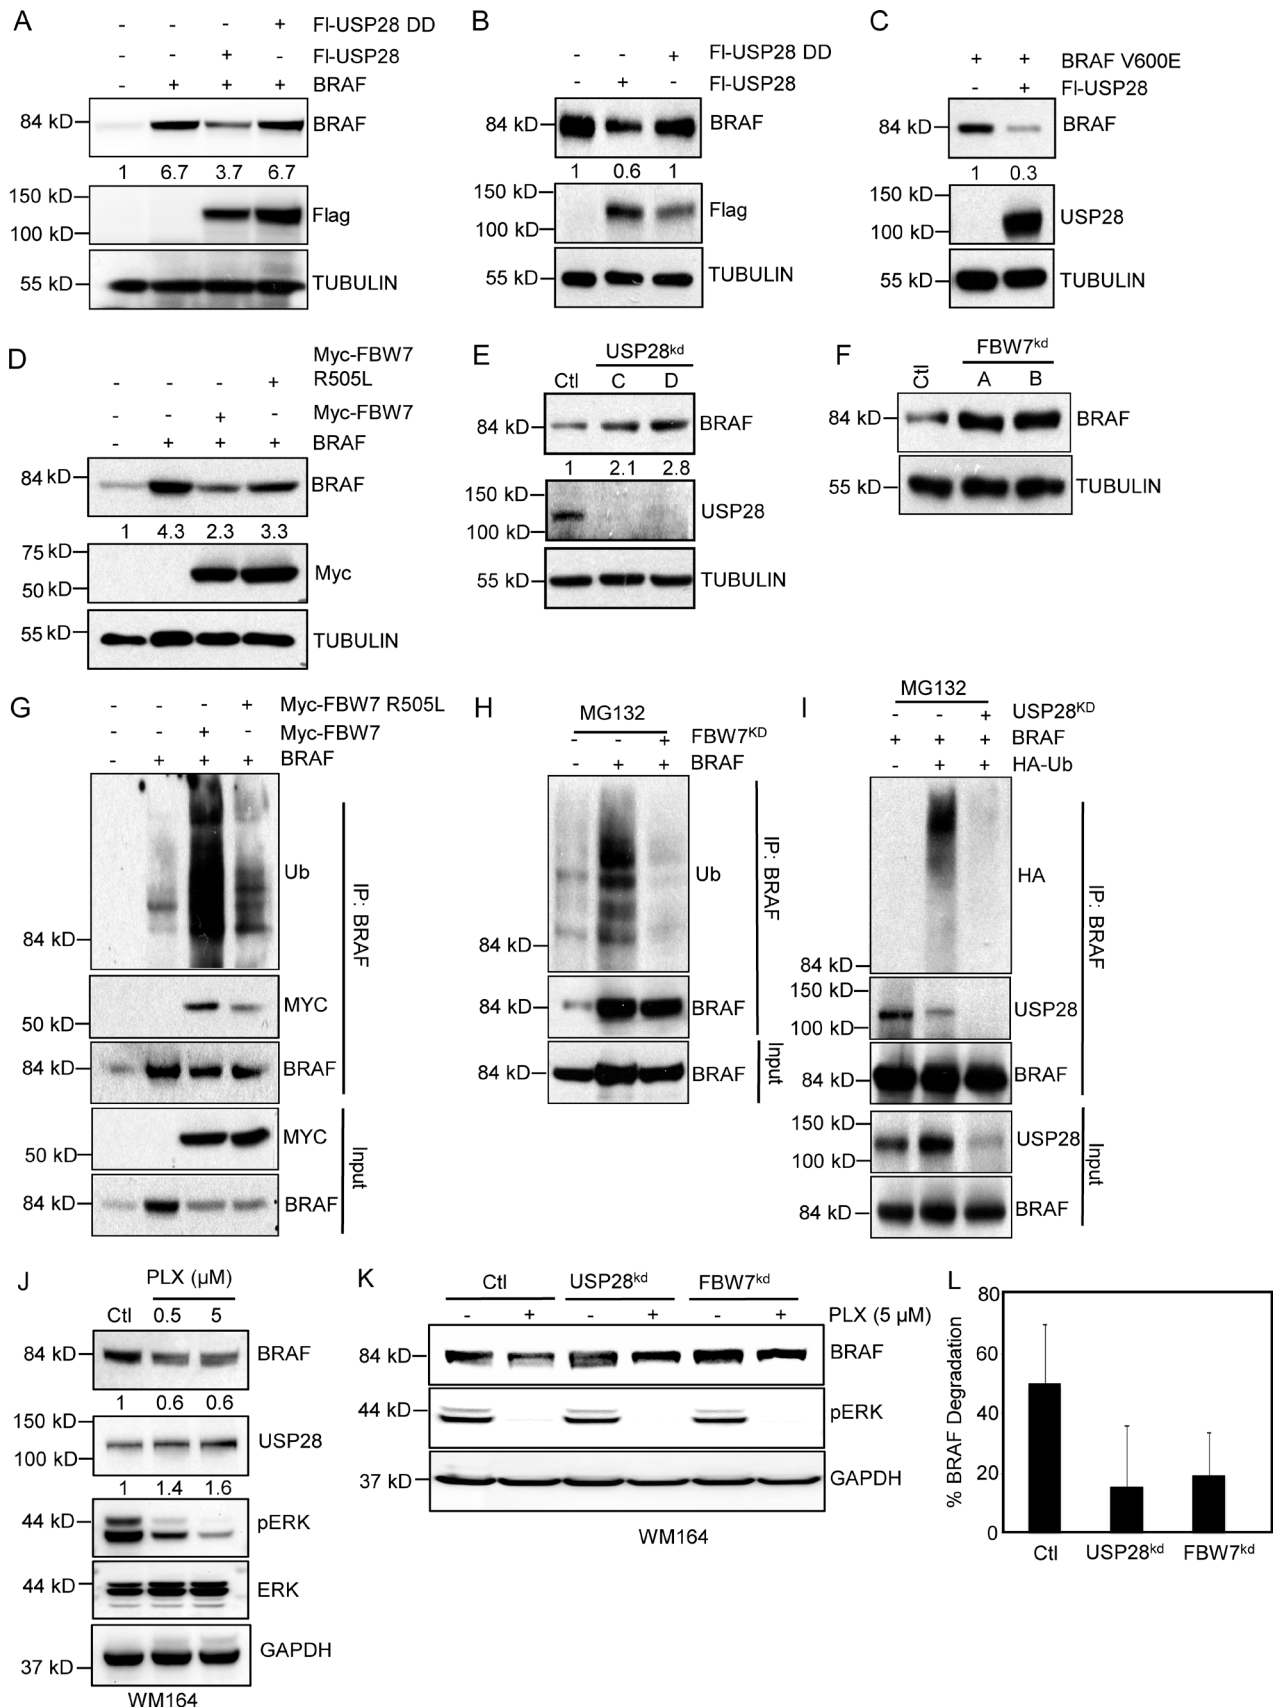 A
- - - + Fl-USP28 DD
- - + - Fl-USP28
- + + + BRAF
84 kD BRAF
1 6.7 3.7 6.7
150 kD
Flag
100 kD
55 kD TUBULIN
B
- - + Fl-USP28 DD
- + - Fl-USP28
84 kD BRAF
1 0.6 1
150 kD
Flag
100 kD
55 kD TUBULIN
C
+ + BRAF V600E
- + Fl-USP28
84 kD BRAF
1 0.3
150 kD
USP28
100 kD
55 kD TUBULIN
D
Myc-FBW7
R505L
- - - +
- - + - Myc-FBW7
- + + + BRAF
84 kD BRAF
1 4.3 2.3 3.3
75 kD
Myc
50 kD
55 kD TUBULIN
E
USP28kd
Ctl C D
84 kD BRAF
1 2.1 2.8
150 kD
USP28
100 kD
55 kD TUBULIN
F
FBW7kd
Ctl A B
84 kD BRAF
55 kD TUBULIN
G
- - - + Myc-FBW7 R505L
- - + - Myc-FBW7
- + + + BRAF
Ub
84 kD
MYC
50 kD
84 kD BRAF
IP: BRAF
MYC
50 kD
84 kD BRAF
Input
H
MG132
- - + FBW7KD
- + + BRAF
Ub
84 kD
84 kD BRAF
IP: BRAF
84 kD BRAF
Input
I
MG132
- - + USP28KD
+ + + BRAF
- + + HA-Ub
HA
84 kD
150 kD
USP28
100 kD
84 kD BRAF
IP: BRAF
150 kD
USP28
100 kD
84 kD BRAF
Input
J
PLX (µM)
Ctl 0.5 5
84 kD BRAF
1 0.6 0.6
150 kD
USP28
100 kD
1 1.4 1.6
44 kD pERK
44 kD ERK
GAPDH
37 kD
WM164
K
Ctl USP28kd FBW7kd
- + - + - + PLX (5 µM)
84 kD BRAF
44 kD pERK
37 kD GAPDH
WM164
L
% BRAF Degradation
80
60
40
20
0
Ctl USP28kd FBW7kd